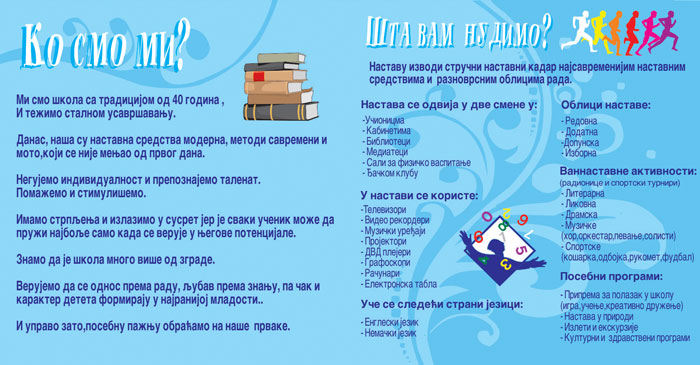 Ко смо ми?
Ми смо школа са традицијом од 40 година ,
И тежимо сталном усавршавању.
Данас, наша су наставна средства модерна, методи савремени и
мото,који се није мењао од првог дана.
Негујемо индивидуалност и препознајемо таленат.
Помажемо и стимулишемо.
Имамо стрпљења и излазимо у сусрет јер је сваки ученик може да
пружи најбоље само када се верује у његове потенцијале.
Знамо да је школа много више од зграде.
Верујемо да се однос према раду, љубав према знању, па чак и
карактер детета формирају у најранијој младости..
И управо зато,посебну пажњу обраћамо на наше прваке.
Шта вам нудимо?
Наставу изводи стручни наставни кадар најсавременијим наставним
средствима и разноврсним облицима рада.
Настава се одвија у две смене у:
-Учионицма
- Кабинетима
- Библиотеци
- Медиатеци
- Сали за физичко васпитање
- Ђачком клубу
У настави се користе:
-Телевизори
- Видео рекордери
- Музички уређаји
- Пројектори
- ДВД плејери
- Графоскопи
- Рачунари
- Електронска табла
Уче се следећи страни језици:
- Енглески језик
- Немачки језик
Облици наставе:
- Редовна
- Додатна
-Допунска
- Изборна
Ваннаставне активности:
(радионице и спортски турнири)
- Литерарна
- Ликовна
- Драмска
- Музичке
(хор,оркестар,певање,солисти)
- Спортске
(кошарка,одбојка,рукомет,фудбал)
Посебни програми:
- Припрема за полазак у школу
(игра,учење,креативно дружење)
- Настава у природи
- Излети и екскурзије
- Културни и здравствени програми